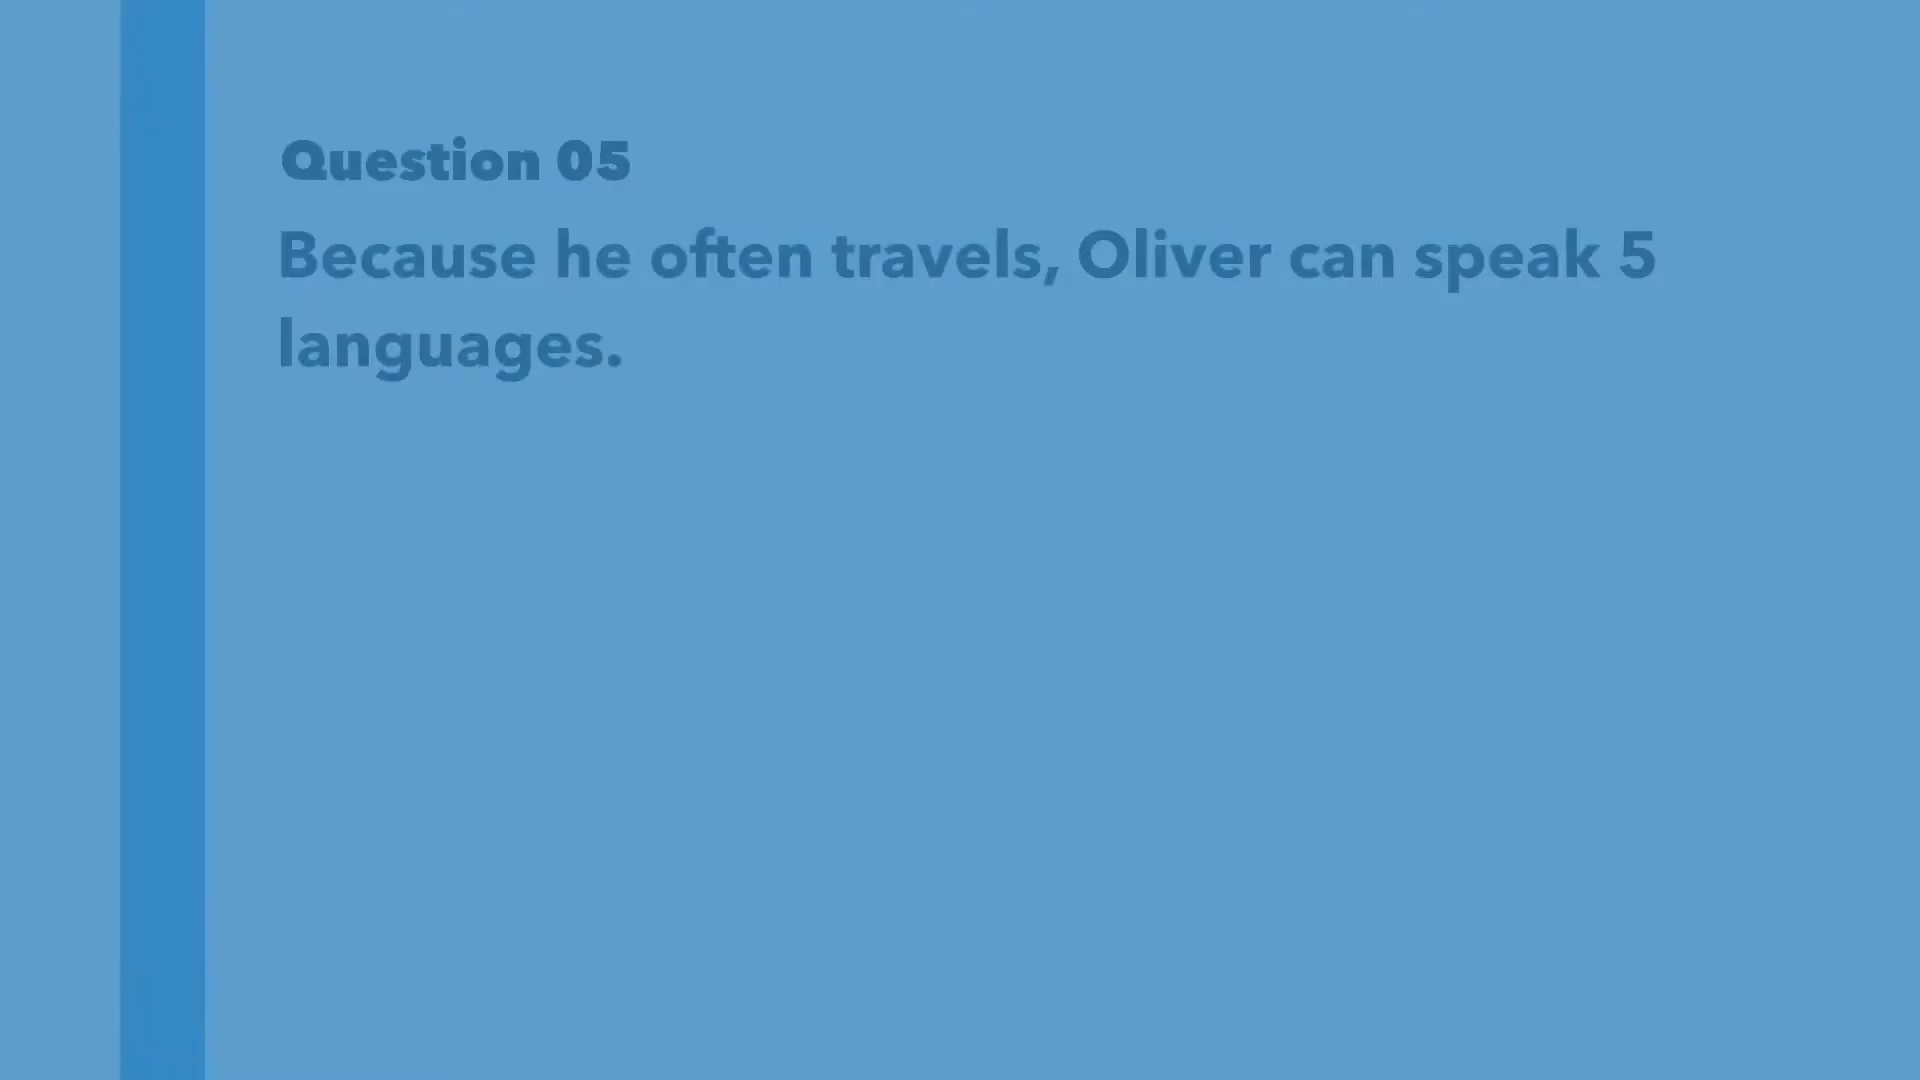 Question 05
Because he often travels, Oliver can speak 5
languages.